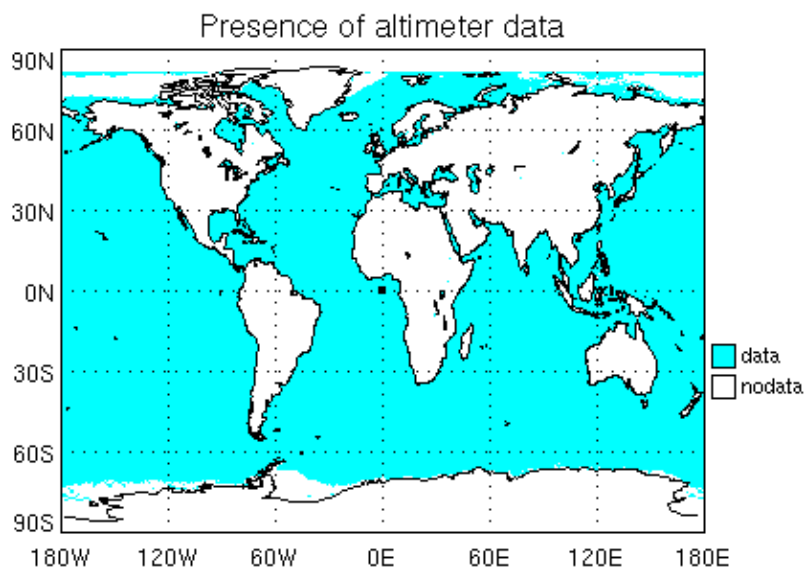 Presence of altimeter data
90N
60N
30N
0N
30S
60S
90S
180W 120W 60W 0E 60E 120E 180E
data
nodata